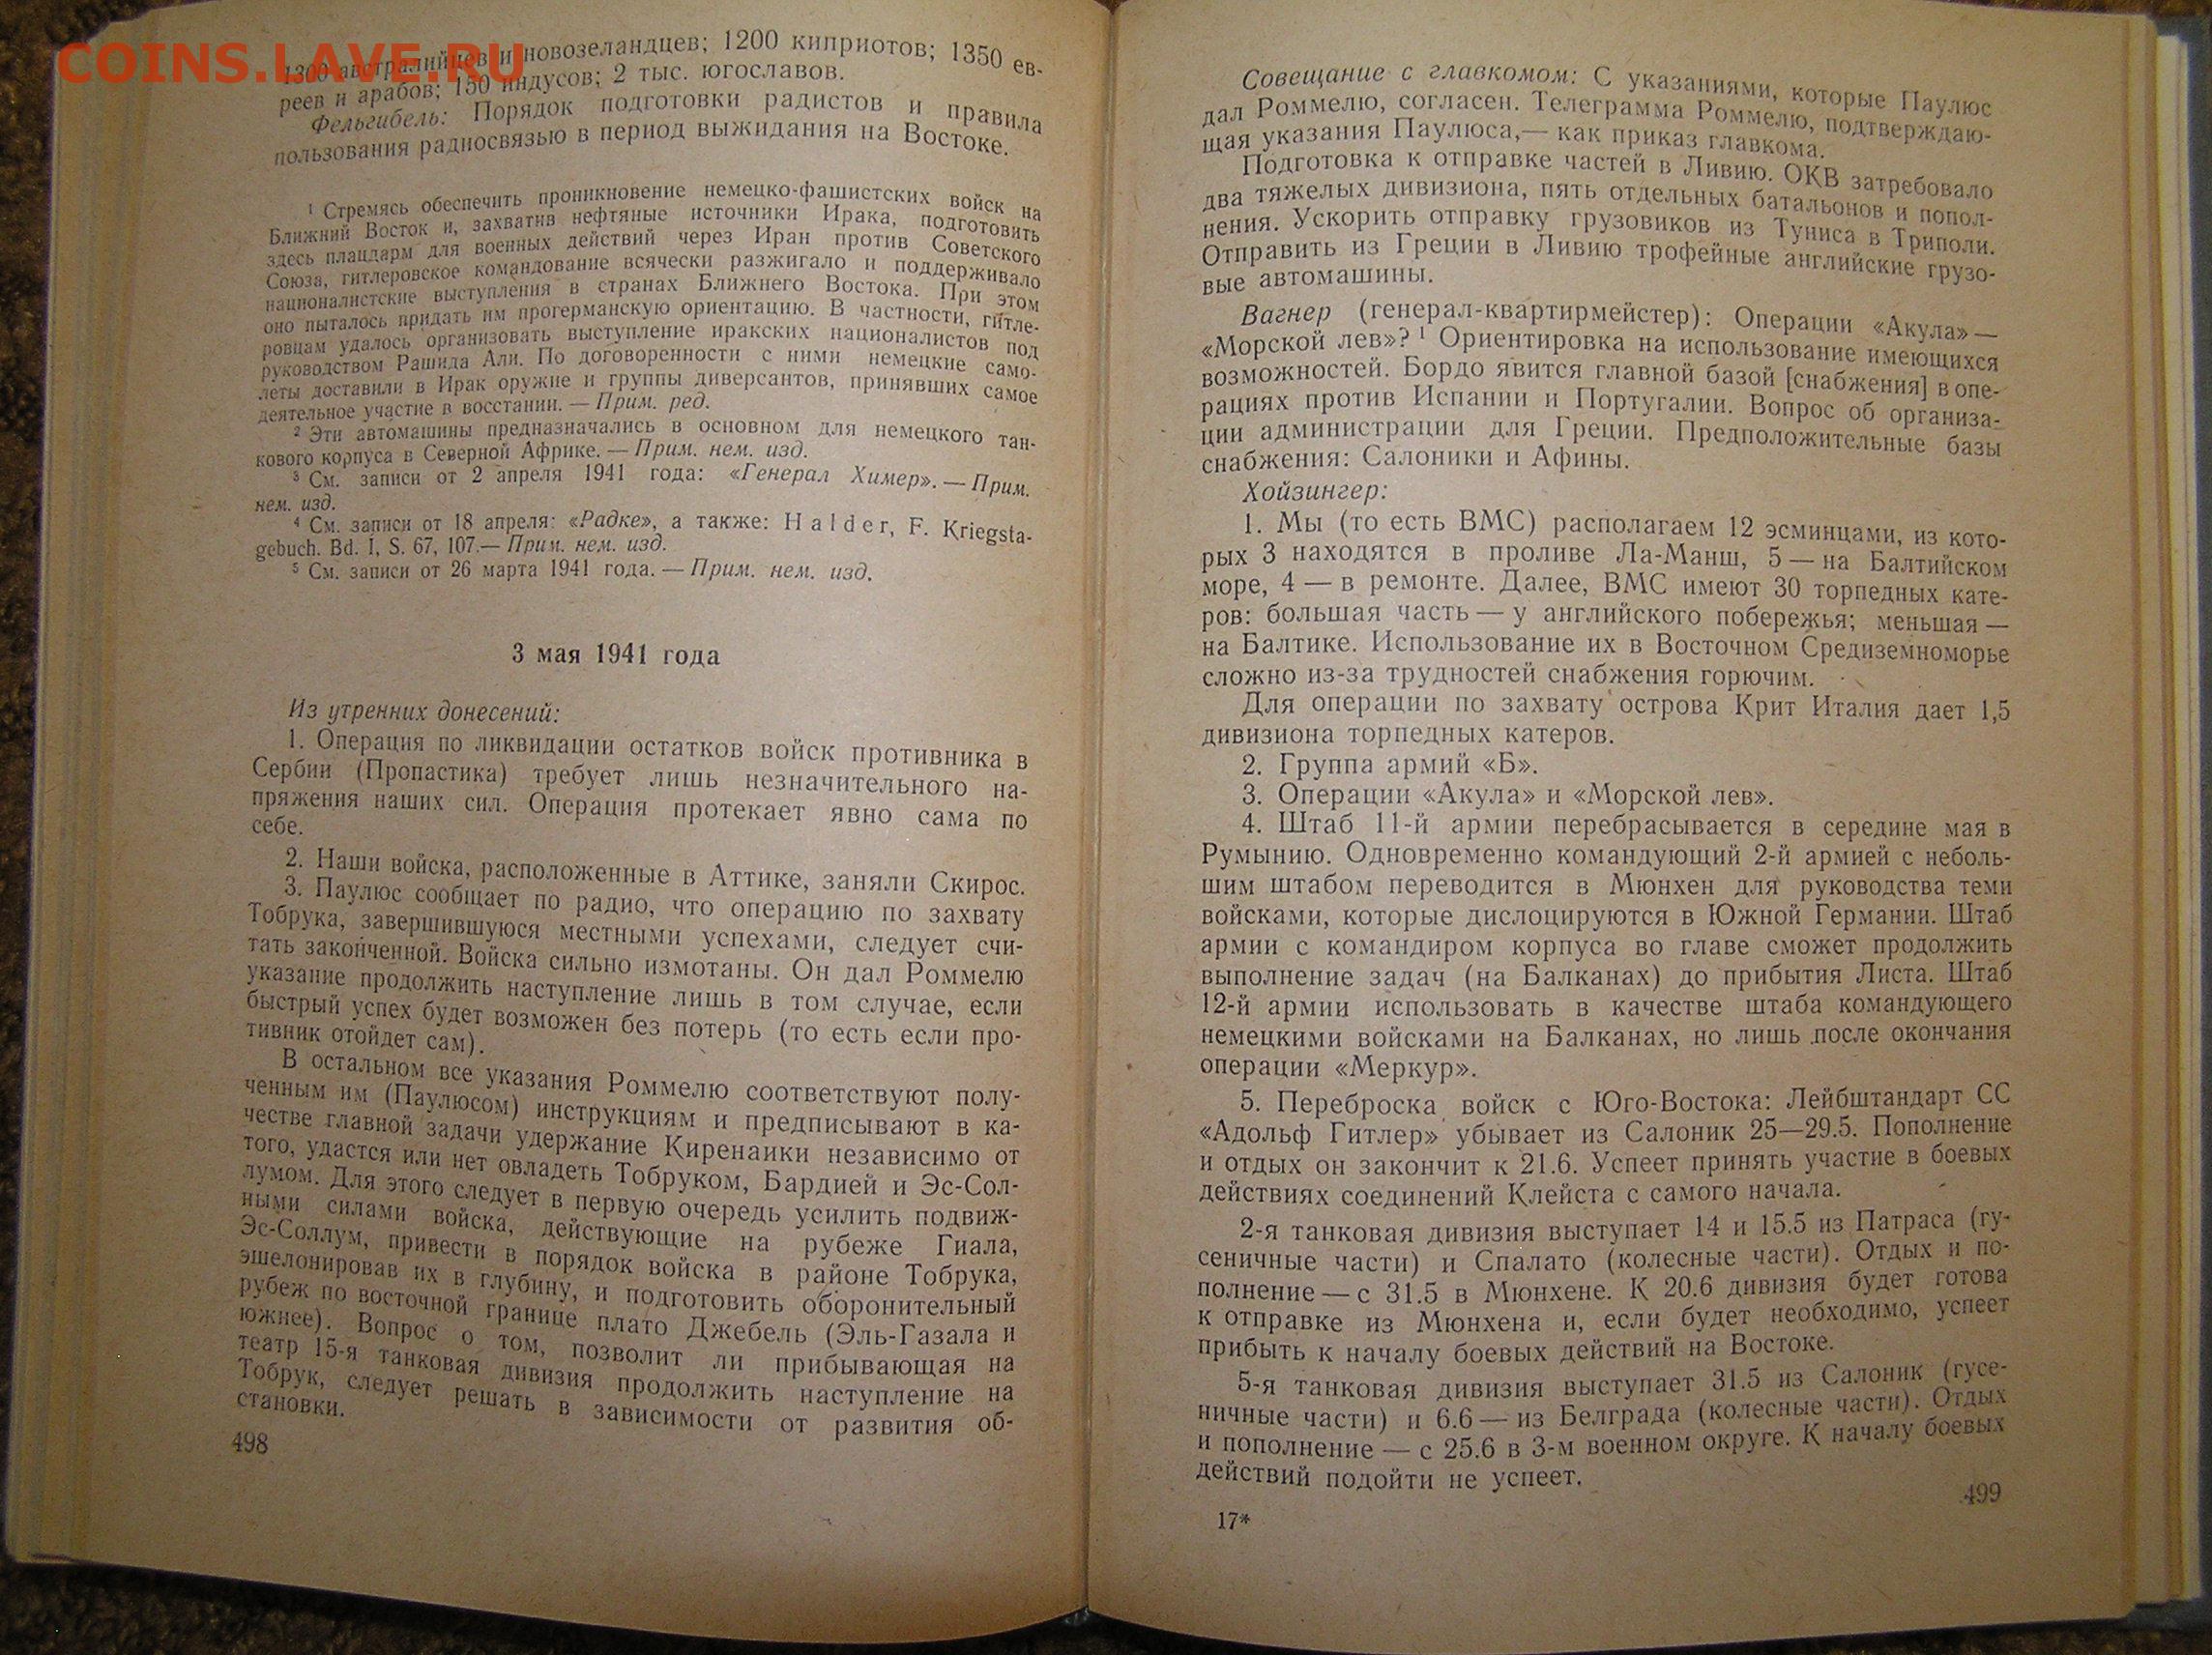 COINS.LAVE.RU
1300 австралийцев и новозеландцев; 1200 киприотов; 1350 ев-
реев и арабов; 150 индусов; 2 тыс. югославов.
Фельгибель: Порядок подготовки радистов и правила
пользования радиосвязью в период выжидания на Востоке.
¹ Стремясь обеспечить проникновение немецко-фашистских войск на
Ближний Восток и, захватив нефтяные источники Ирака, подготовить
здесь плацдарм для военных действий через Иран против Советского
Союза, гитлеровское командование всячески разжигало и поддерживало
националистские выступления в странах Ближнего Востока. При этом
оно пыталось придать им прогерманскую ориентацию. В частности, гитле-
ровцам удалось организовать выступление иракских националистов под
руководством Рашида Али. По договоренности с ними немецкие само-
леты доставили в Ирак оружие и группы диверсантов, принявших самое
деятельное участие в восстании. — Прим. ред.
² Эти автомашины предназначались в основном для немецкого тан-
кового корпуса в Северной Африке. — Прим. нем. изд.
³ См. записи от 2 апреля 1941 года: «Генерал Химер». — Прим.
нем. изд.
⁴ См. записи от 18 апреля: «Радке», а также: Halder, F. Kriegsta-
gebuch. Bd. I, S. 67, 107.— Прим. нем. изд.
⁵ См. записи от 26 марта 1941 года. — Прим. нем. изд.
3 мая 1941 года
Из утренних донесений:
1. Операция по ликвидации остатков войск противника в
Сербии (Пропастика) требует лишь незначительного на-
пряжения наших сил. Операция протекает явно сама по
себе.
2. Наши войска, расположенные в Аттике, заняли Скирос.
3. Паулюс сообщает по радио, что операцию по захвату
Тобрука, завершившуюся местными успехами, следует счи-
тать законченной. Войска сильно измотаны. Он дал Роммелю
указание продолжить наступление лишь в том случае, если
быстрый успех будет возможен без потерь (то есть если про-
тивник отойдет сам).
В остальном все указания Роммелю соответствуют полу-
ченным им (Паулюсом) инструкциям и предписывают в ка-
честве главной задачи удержание Киренаики независимо от
того, удастся или нет овладеть Тобруком, Бардией и Эс-Сол-
лумом. Для этого следует в первую очередь усилить подвиж-
ными силами войска, действующие на рубеже Гиала,
Эс-Соллум, привести в порядок войска в районе Тобрука,
эшелонировав их в глубину, и подготовить оборонительный
рубеж по восточной границе плато Джебель (Эль-Газала и
южнее). Вопрос о том, позволит ли прибывающая на
театр 15-я танковая дивизия продолжить наступление на
Тобрук, следует решать в зависимости от развития об-
становки.
498
Совещание с главкомом: С указаниями, которые Паулюс
дал Роммелю, согласен. Телеграмма Роммелю, подтверждаю-
щая указания Паулюса,— как приказ главкома.
Подготовка к отправке частей в Ливию. ОКВ затребовало
два тяжелых дивизиона, пять отдельных батальонов и попол-
нения. Ускорить отправку грузовиков из Туниса в Триполи.
Отправить из Греции в Ливию трофейные английские грузо-
вые автомашины.
Вагнер (генерал-квартирмейстер): Операции «Акула» —
«Морской лев»? ¹ Ориентировка на использование имеющихся
возможностей. Бордо явится главной базой [снабжения] в опе-
рациях против Испании и Португалии. Вопрос об организа-
ции администрации для Греции. Предположительные базы
снабжения: Салоники и Афины.
Хойзингер:
1. Мы (то есть ВМС) располагаем 12 эсминцами, из кото-
рых 3 находятся в проливе Ла-Манш, 5 — на Балтийском
море, 4 — в ремонте. Далее, ВМС имеют 30 торпедных кате-
ров: большая часть — у английского побережья; меньшая —
на Балтике. Использование их в Восточном Средиземноморье
сложно из-за трудностей снабжения горючим.
Для операции по захвату острова Крит Италия дает 1,5
дивизиона торпедных катеров.
2. Группа армий «Б».
3. Операции «Акула» и «Морской лев».
4. Штаб 11-й армии перебрасывается в середине мая в
Румынию. Одновременно командующий 2-й армией с неболь-
шим штабом переводится в Мюнхен для руководства теми
войсками, которые дислоцируются в Южной Германии. Штаб
армии с командиром корпуса во главе сможет продолжить
выполнение задач (на Балканах) до прибытия Листа. Штаб
12-й армии использовать в качестве штаба командующего
немецкими войсками на Балканах, но лишь после окончания
операции «Меркур».
5. Переброска войск с Юго-Востока: Лейбштандарт СС
«Адольф Гитлер» убывает из Салоник 25—29.5. Пополнение
и отдых он закончит к 21.6. Успеет принять участие в боевых
действиях соединений Клейста с самого начала.
2-я танковая дивизия выступает 14 и 15.5 из Патраса (гу-
сеничные части) и Спалато (колесные части). Отдых и по-
полнение — с 31.5 в Мюнхене. К 20.6 дивизия будет готова
к отправке из Мюнхена и, если будет необходимо, успеет
прибыть к началу боевых действий на Востоке.
5-я танковая дивизия выступает 31.5 из Салоник (гусе-
ничные части) и 6.6 — из Белграда (колесные части). Отдых
и пополнение — с 25.6 в 3-м военном округе. К началу боевых
действий подойти не успеет.
17*
499